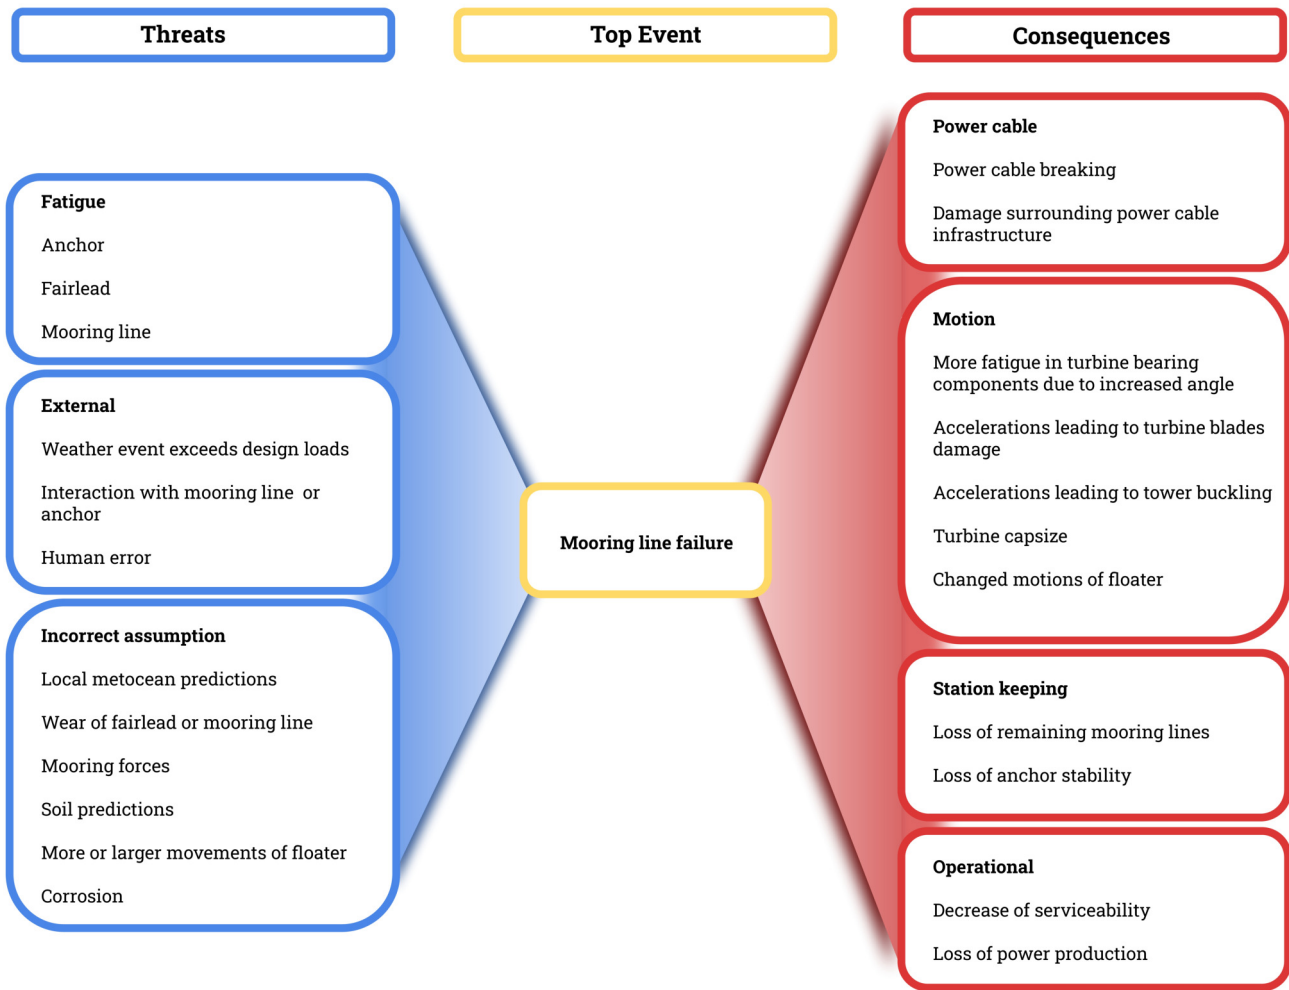 Threats
Top Event
Consequences
Fatigue
Anchor
Fairlead
Mooring line
External
Weather event exceeds design loads
Interaction with mooring line or
anchor
Human error
Incorrect assumption
Local metocean predictions
Wear of fairlead or mooring line
Mooring forces
Soil predictions
More or larger movements of floater
Corrosion
Mooring line failure
Power cable
Power cable breaking
Damage surrounding power cable
infrastructure
Motion
More fatigue in turbine bearing
components due to increased angle
Accelerations leading to turbine blades
damage
Accelerations leading to tower buckling
Turbine capsize
Changed motions of floater
Station keeping
Loss of remaining mooring lines
Loss of anchor stability
Operational
Decrease of serviceability
Loss of power production